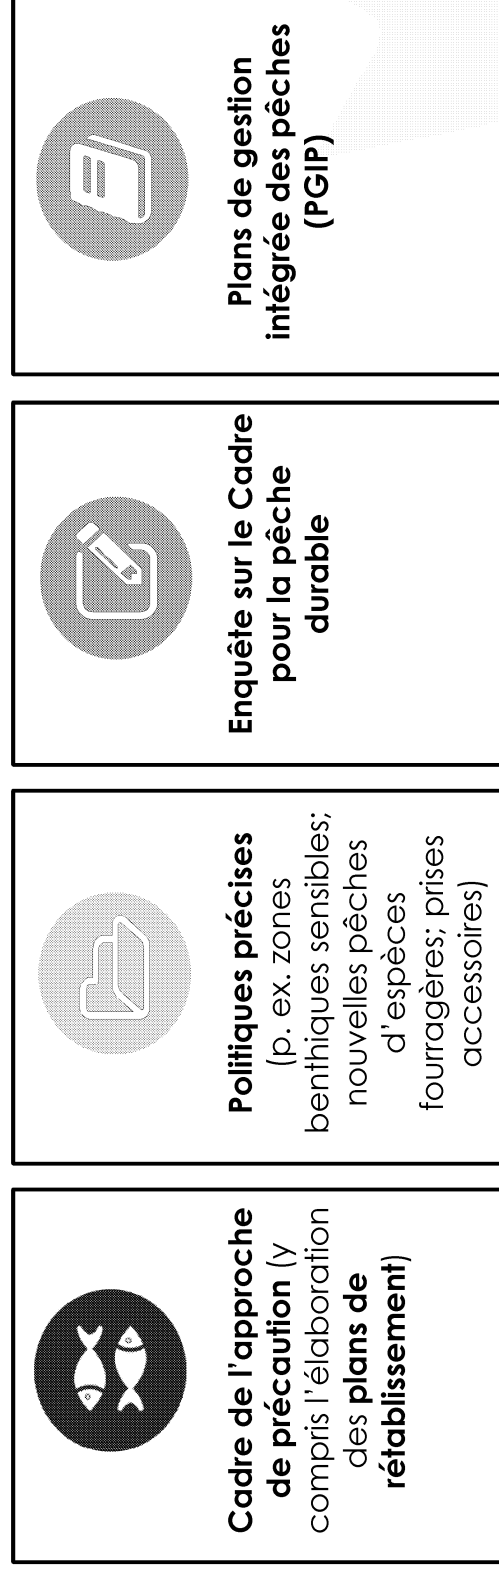 Cadre de l'approche
de précaution (y
compris l'élaboration
des plans de
rétablissement)
Politiques précises
(p. ex. zones
benthiques sensibles;
nouvelles pêches
d'espèces
fourragères; prises
accessoires)
Enquête sur le Cadre
pour la pêche
durable
Plans de gestion
intégrée des pêches
(PGIP)